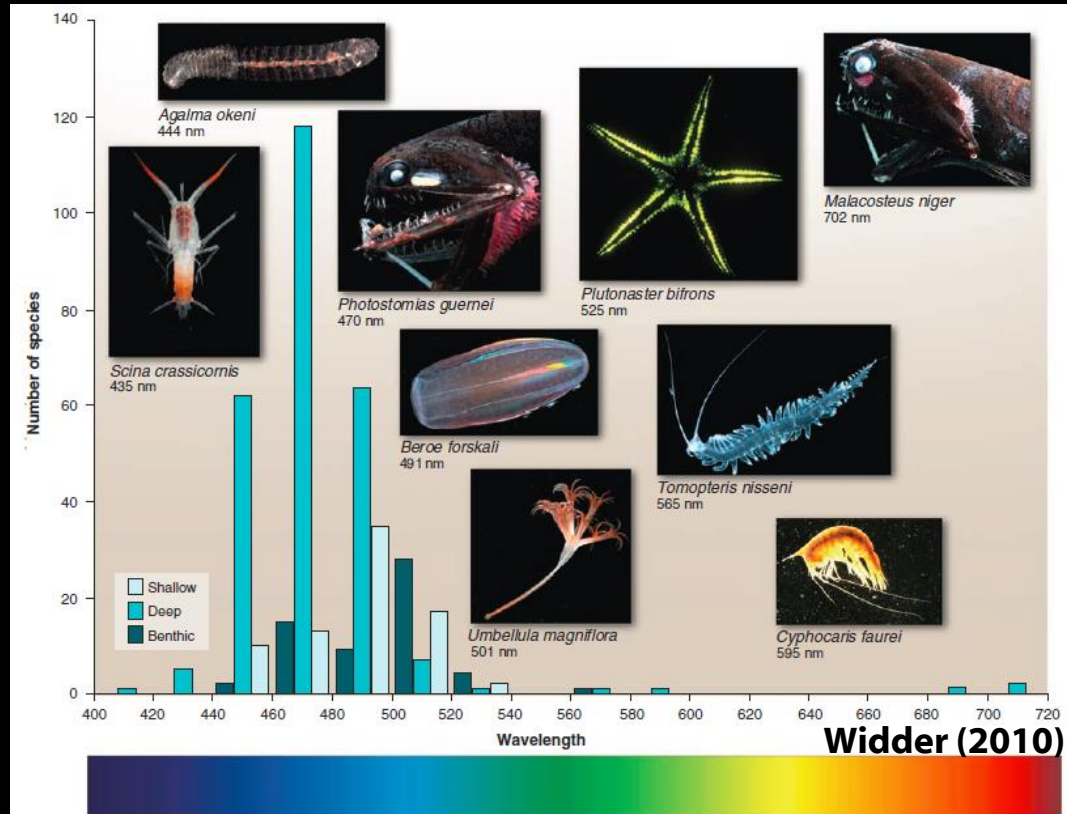 140
120
100
80
60
40
20
0
Number of species
Agalma okeni
444 nm
Scina crassicornis
435 nm
Photostomias guernei
470 nm
Plutonaster bifrons
525 nm
Malacosteus niger
702 nm
Beroe forskali
491 nm
Tomopteris nisseni
565 nm
Umbellula magniflora
501 nm
Cyphocaris faurei
595 nm
Shallow
Deep
Benthic
400 420 440 460 480 500 520 540 560 580 600 620 640 660 680 700 720
Wavelength
Widder (2010)